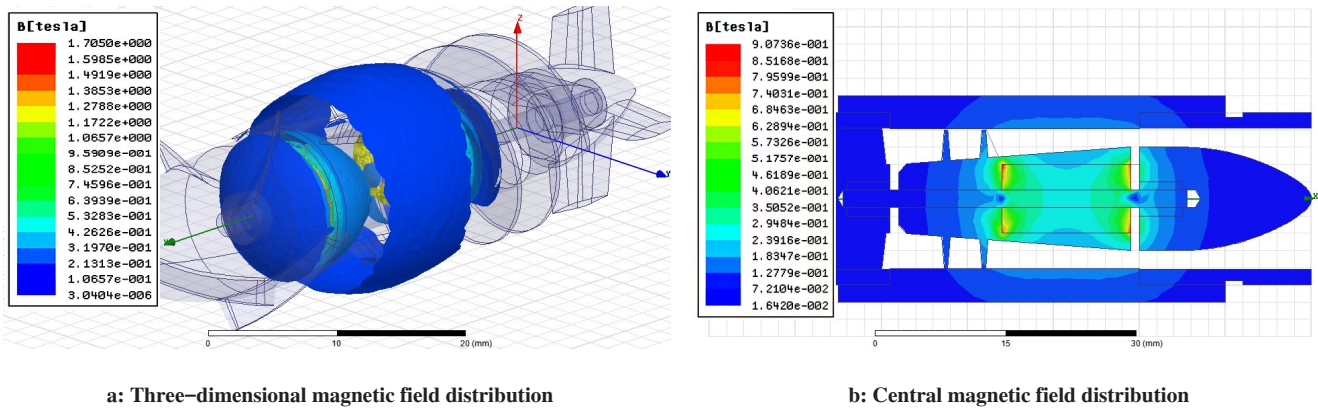 B[tesla]
1.7050e+000
1.5985e+000
1.4919e+000
1.3853e+000
1.2788e+000
1.1722e+000
1.0657e+000
9.5909e-001
8.5252e-001
7.4596e-001
6.3939e-001
5.3283e-001
4.2626e-001
3.1970e-001
2.1313e-001
1.0657e-001
3.0404e-006
Z
Y
0 10 20 (mm)
a: Three−dimensional magnetic field distribution
B[tesla]
9.0736e-001
8.5168e-001
7.9599e-001
7.4031e-001
6.8463e-001
6.2894e-001
5.7326e-001
5.1757e-001
4.6189e-001
4.0621e-001
3.5052e-001
2.9484e-001
2.3916e-001
1.8347e-001
1.2779e-001
7.2104e-002
1.6420e-002
X
0 15 30 (mm)
b: Central magnetic field distribution